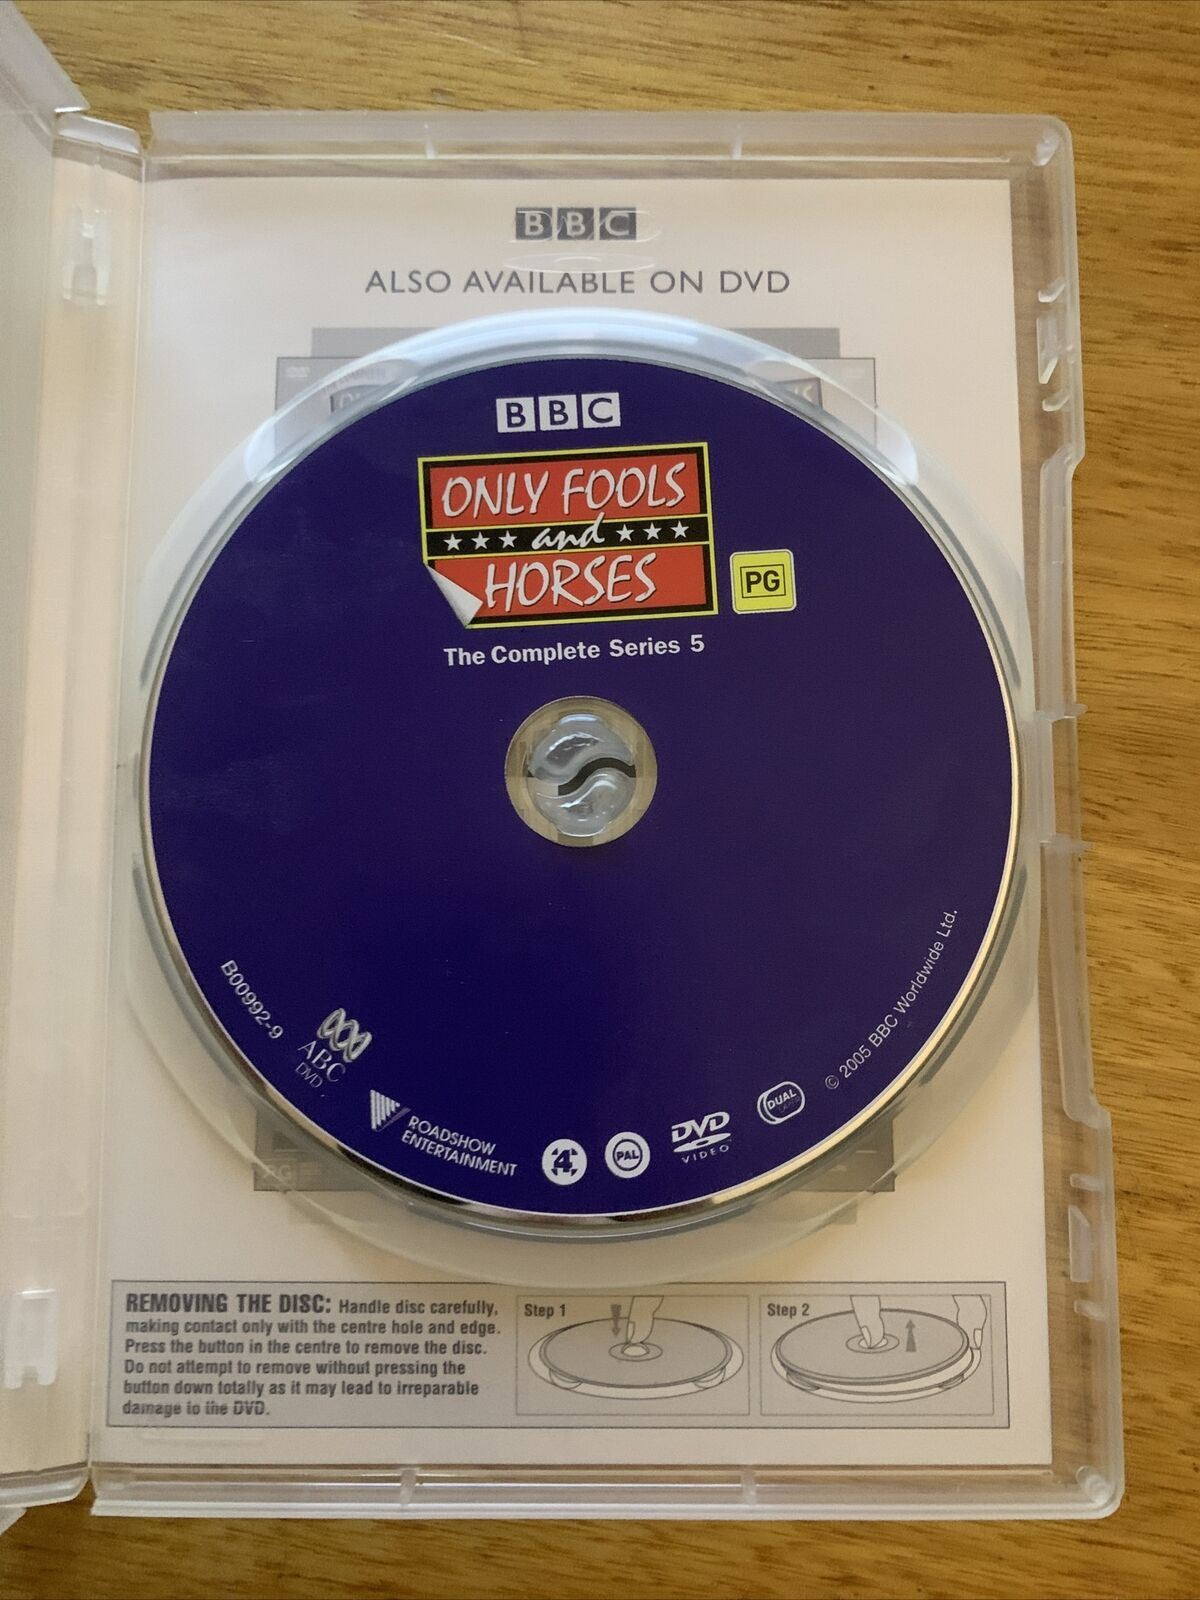 BBC
ALSO AVAILABLE ON DVD
BBC
ONLY FOOLS
and
HORSES
PG
The Complete Series 5
B00992-9
ABC
DVD
ROADSHOW
ENTERTAINMENT
4
PAL
DVD
VIDEO
DUAL
© 2005 BBC Worldwide Ltd.
PG
REMOVING THE DISC: Handle disc carefully,
making contact only with the centre hole and edge.
Press the button in the centre to remove the disc.
Do not attempt to remove without pressing the
button down totally as it may lead to irreparable
damage to the DVD.
Step 1
Step 2